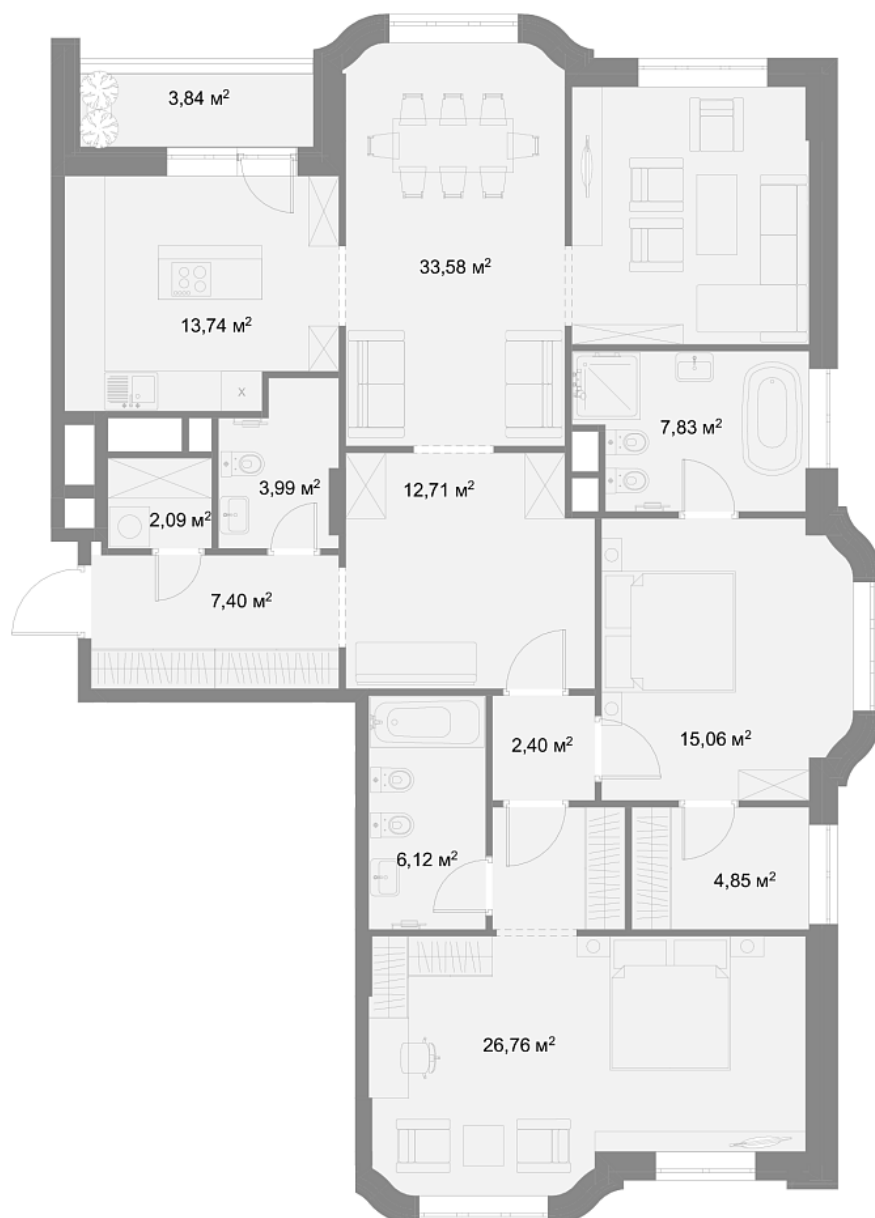 3,84 м²
33,58 м²
13,74 м²
x
7,83 м²
3,99 м²
12,71 м²
2,09 м²
7,40 м²
2,40 м²
15,06 м²
6,12 м²
4,85 м²
26,76 м²